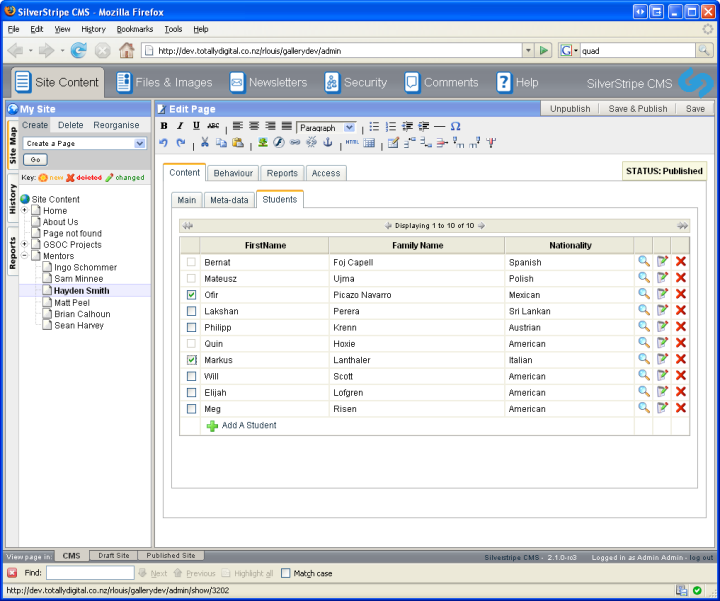 SilverStripe CMS - Mozilla Firefox
File Edit View History Bookmarks Tools Help
http://dev.totallydigital.co.nz/rlouis/gallerydev/admin
G quad
Site Content Files & Images Newsletters Security Comments Help SilverStripe CMS
My Site Edit Page Unpublish Save & Publish Save
Create Delete Reorganise
B I U ABC Paragraph Ω
Create a Page
HTML
Go
Key: new deleted changed
Site Map
History
Reports
Site Content
Home
About Us
Page not found
GSOC Projects
Mentors
Ingo Schommer
Sam Minnee
Hayden Smith
Matt Peel
Brian Calhoun
Sean Harvey
Content Behaviour Reports Access STATUS: Published
Main Meta-data Students
Displaying 1 to 10 of 10
FirstName Family Name Nationality
Bernat Foj Capell Spanish
Mateusz Ujma Polish
Ofir Picazo Navarro Mexican
Lakshan Perera Sri Lankan
Philipp Krenn Austrian
Quin Hoxie American
Markus Lanthaler Italian
Will Scott American
Elijah Lofgren American
Meg Risen American
Add A Student
View page in: CMS Draft Site Published Site Silverstripe CMS - 2.1.0-rc3 Logged in as Admin Admin - log out
Find: Next Previous Highlight all Match case
http://dev.totallydigital.co.nz/rlouis/gallerydev/admin/show/3202